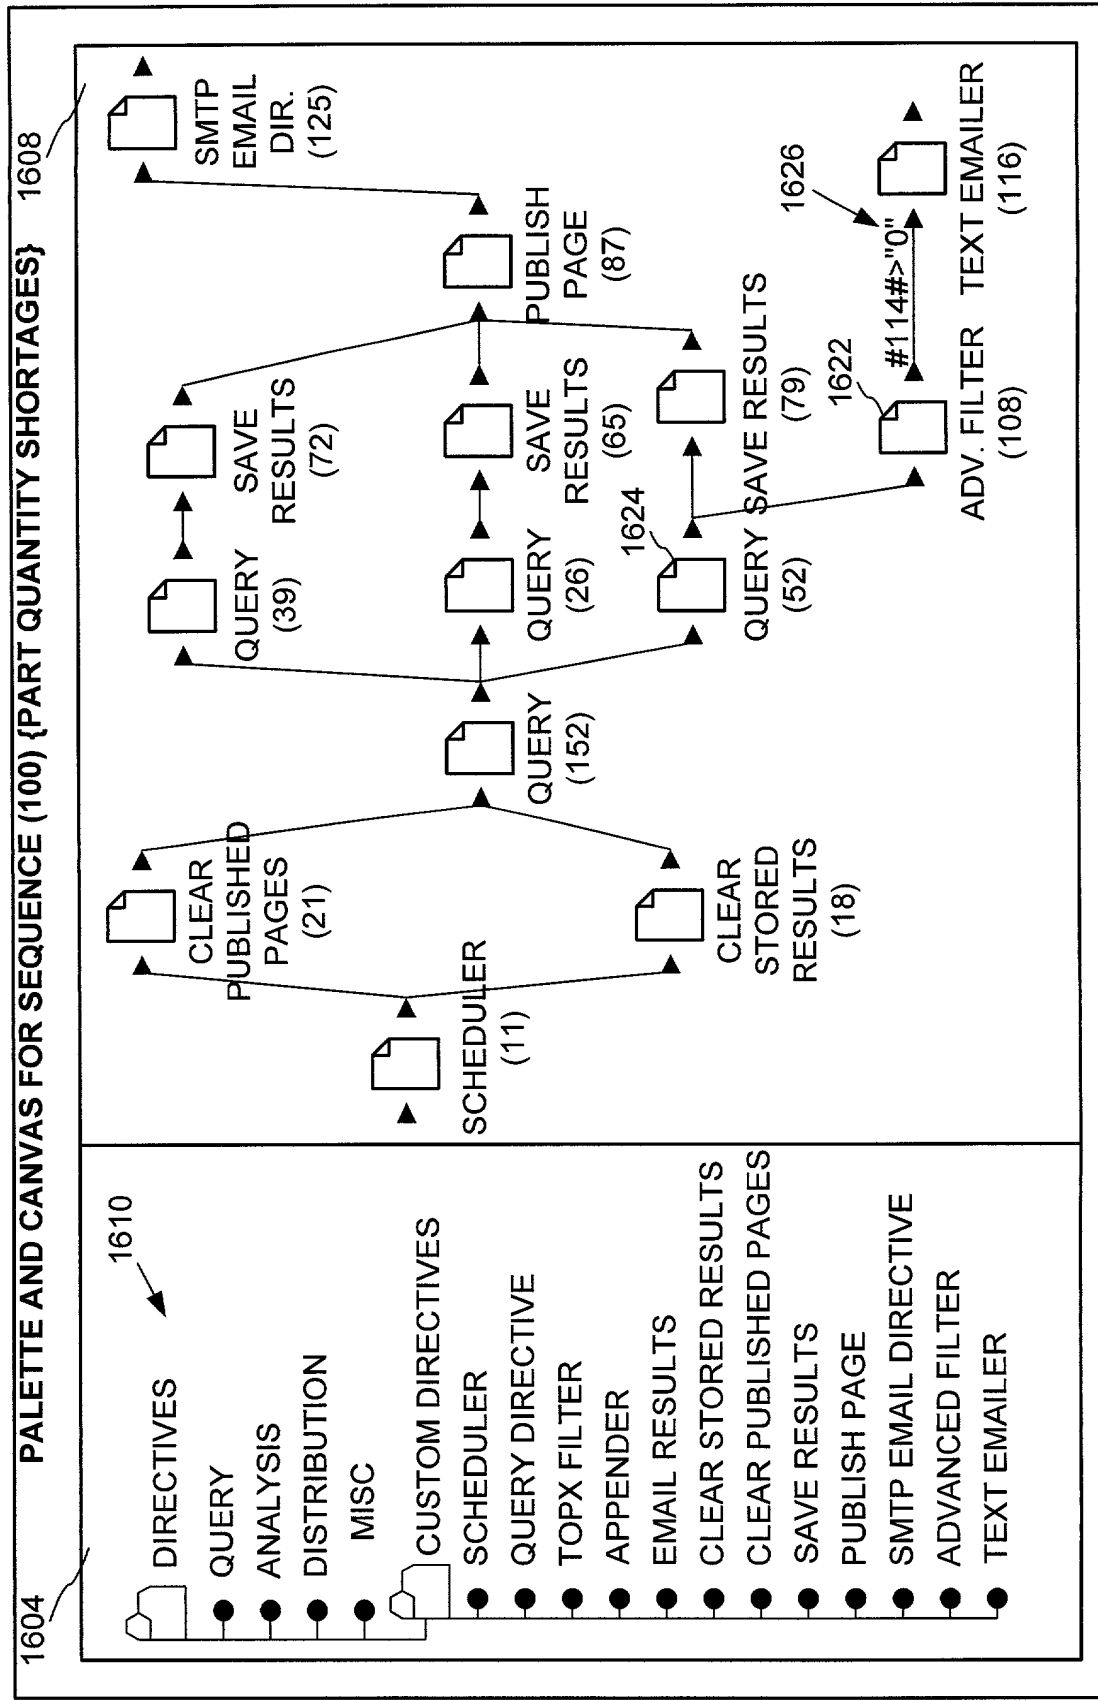 PALETTE AND CANVAS FOR SEQUENCE (100) {PART QUANTITY SHORTAGES}
1604
1608
1610
DIRECTIVES
QUERY
ANALYSIS
DISTRIBUTION
MISC
CUSTOM DIRECTIVES
SCHEDULER
QUERY DIRECTIVE
TOPX FILTER
APPENDER
EMAIL RESULTS
CLEAR STORED RESULTS
CLEAR PUBLISHED PAGES
SAVE RESULTS
PUBLISH PAGE
SMTP EMAIL DIRECTIVE
ADVANCED FILTER
TEXT EMAILER
SCHEDULER
(11)
CLEAR
PUBLISHED
PAGES
(21)
CLEAR
STORED
RESULTS
(18)
QUERY
(152)
QUERY
(39)
SAVE
RESULTS
(72)
QUERY
(26)
SAVE
RESULTS
(65)
1624
QUERY
(52)
SAVE RESULTS
(79)
PUBLISH
PAGE
(87)
SMTP
EMAIL
DIR.
(125)
1622
ADV. FILTER
(108)
1626
#114#>"0"
TEXT EMAILER
(116)